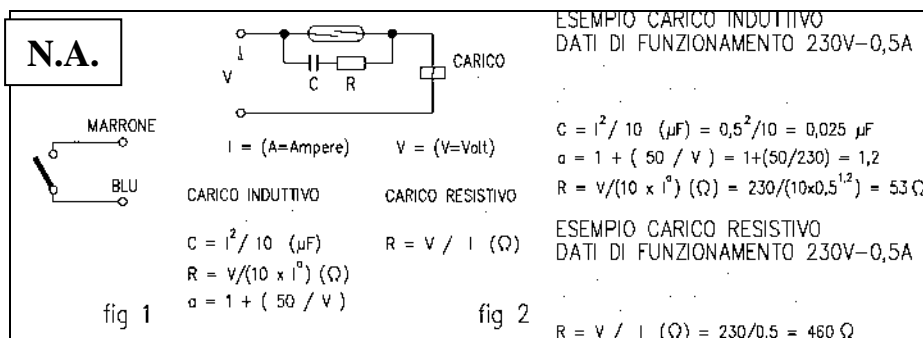 N.A.
MARRONE
BLU
fig 1
I
V
C R
CARICO
I = (A=Ampere) V = (V=Volt)
CARICO INDUTTIVO
C = I²/ 10 (µF)
R = V/(10 x Iª) (Ω)
a = 1 + ( 50 / V )
CARICO RESISTIVO
R = V / I (Ω)
fig 2
ESEMPIO CARICO INDUTTIVO
DATI DI FUNZIONAMENTO 230V-0,5A
C = I²/ 10 (µF) = 0,5²/10 = 0,025 µF
a = 1 + ( 50 / V ) = 1+(50/230) = 1,2
R = V/(10 x Iª) (Ω) = 230/(10x0,5¹˒²) = 53 Ω
ESEMPIO CARICO RESISTIVO
DATI DI FUNZIONAMENTO 230V-0,5A
R = V / I (Ω) = 230/0,5 = 460 Ω